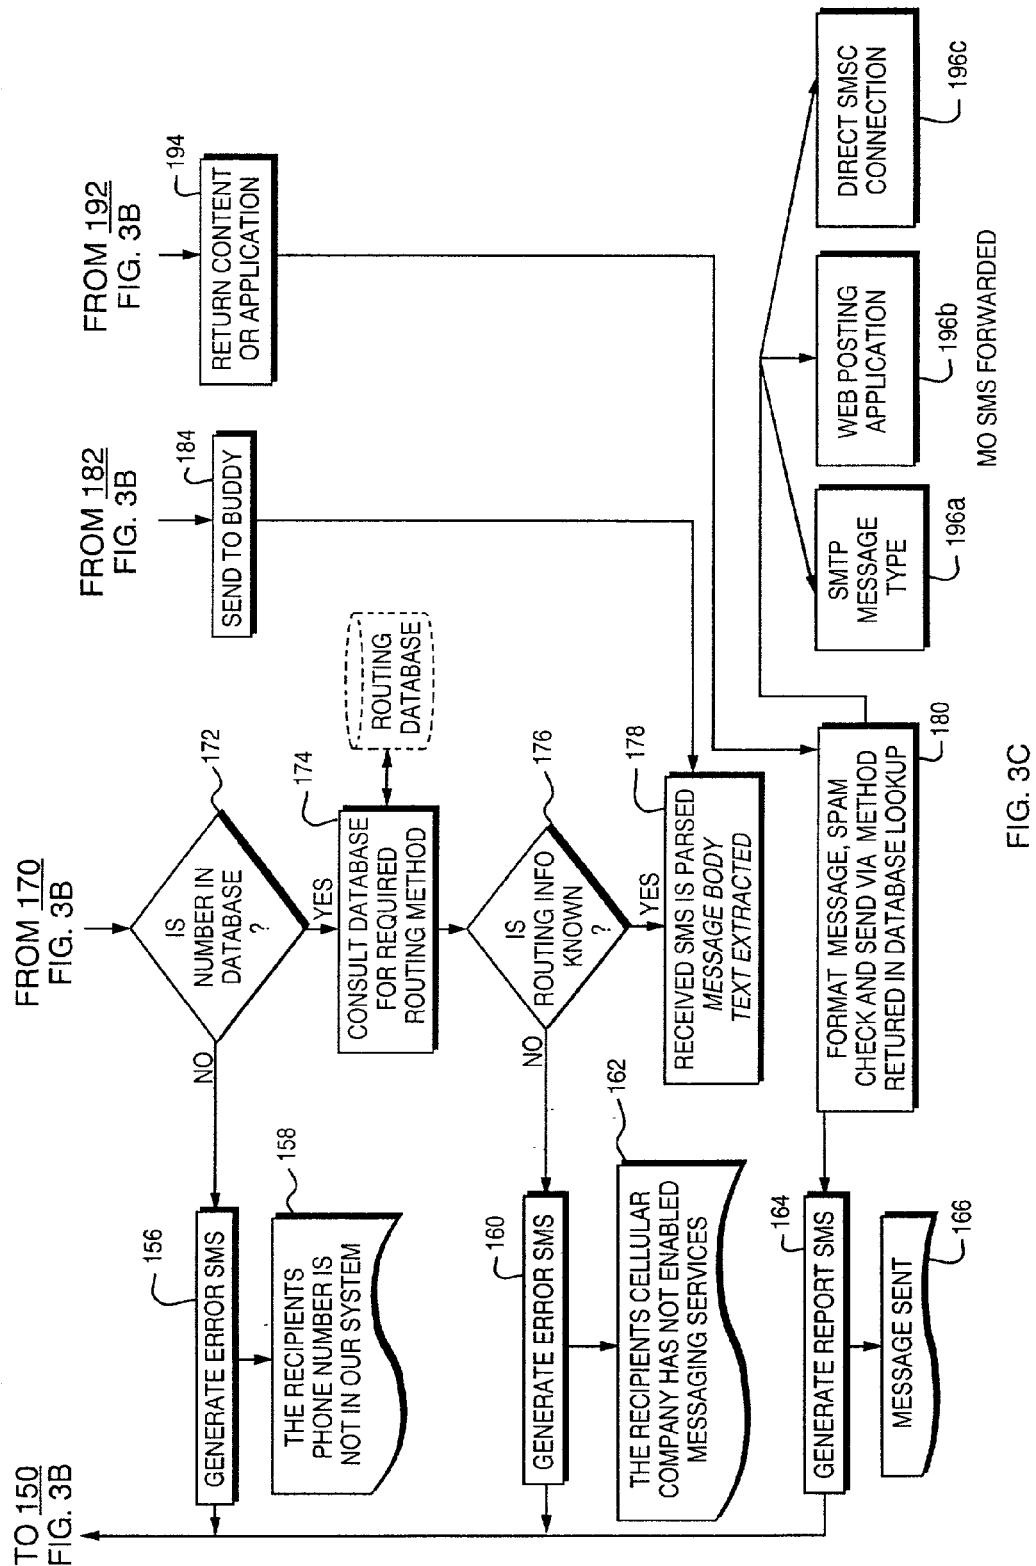 TO 150
FIG. 3B
FROM 170
FIG. 3B
FROM 182
FIG. 3B
FROM 192
FIG. 3B
156
GENERATE ERROR SMS
158
THE RECIPIENTS
PHONE NUMBER IS
NOT IN OUR SYSTEM
NO
IS
NUMBER IN
DATABASE
?
172
YES
174
CONSULT DATABASE
FOR REQUIRED
ROUTING METHOD
ROUTING
DATABASE
184
SEND TO BUDDY
194
RETURN CONTENT
OR APPLICATION
160
GENERATE ERROR SMS
162
THE RECIPIENTS CELLULAR
COMPANY HAS NOT ENABLED
MESSAGING SERVICES
NO
IS
ROUTING INFO
KNOWN
?
176
YES
178
RECEIVED SMS IS PARSED
MESSAGE BODY
TEXT EXTRACTED
164
GENERATE REPORT SMS
166
MESSAGE SENT
FORMAT MESSAGE, SPAM
CHECK AND SEND VIA METHOD
RETURED IN DATABASE LOOKUP
180
SMTP
MESSAGE
TYPE
196a
WEB POSTING
APPLICATION
196b
DIRECT SMSC
CONNECTION
196c
MO SMS FORWARDED
FIG. 3C